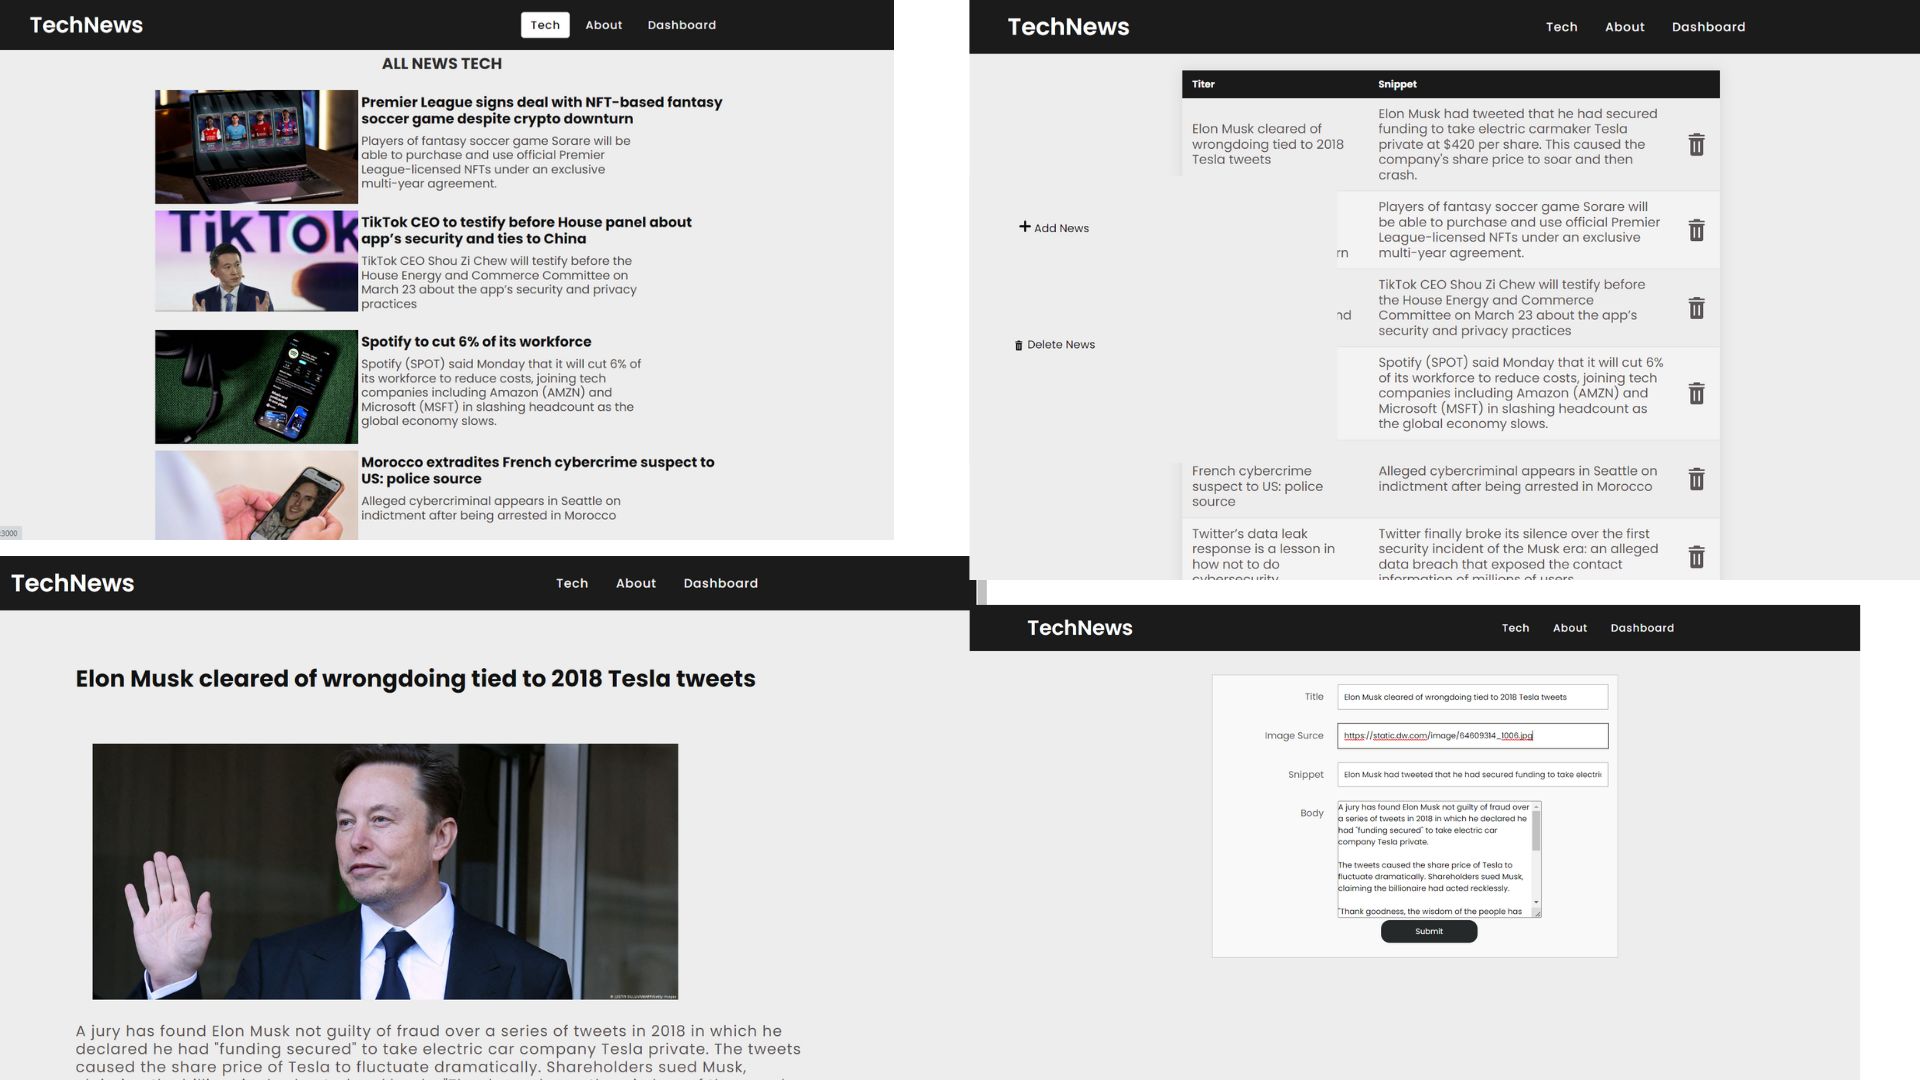 TechNews
Tech About Dashboard
ALL NEWS TECH
Premier League signs deal with NFT-based fantasy
soccer game despite crypto downturn
Players of fantasy soccer game Sorare will be
able to purchase and use official Premier
League-licensed NFTs under an exclusive
multi-year agreement.
TikTok
TikTok CEO to testify before House panel about
app’s security and ties to China
TikTok CEO Shou Zi Chew will testify before the
House Energy and Commerce Committee on
March 23 about the app’s security and privacy
practices
Spotify to cut 6% of its workforce
Spotify (SPOT) said Monday that it will cut 6% of
its workforce to reduce costs, joining tech
companies including Amazon (AMZN) and
Microsoft (MSFT) in slashing headcount as the
global economy slows.
Morocco extradites French cybercrime suspect to
US: police source
Alleged cybercriminal appears in Seattle on
indictment after being arrested in Morocco
:3000
TechNews
Tech About Dashboard
Titer Snippet
Elon Musk cleared of
wrongdoing tied to 2018
Tesla tweets
Elon Musk had tweeted that he had secured
funding to take electric carmaker Tesla
private at $420 per share. This caused the
company's share price to soar and then
crash.
Add News
rn
Players of fantasy soccer game Sorare will
be able to purchase and use official Premier
League-licensed NFTs under an exclusive
multi-year agreement.
nd
TikTok CEO Shou Zi Chew will testify before
the House Energy and Commerce
Committee on March 23 about the app’s
security and privacy practices
Delete News
Spotify (SPOT) said Monday that it will cut 6%
of its workforce to reduce costs, joining tech
companies including Amazon (AMZN) and
Microsoft (MSFT) in slashing headcount as
the global economy slows.
French cybercrime
suspect to US: police
source
Alleged cybercriminal appears in Seattle on
indictment after being arrested in Morocco
Twitter’s data leak
response is a lesson in
how not to do
cybersecurity
Twitter finally broke its silence over the first
security incident of the Musk era: an alleged
data breach that exposed the contact
information of millions of users
TechNews
Tech About Dashboard
Elon Musk cleared of wrongdoing tied to 2018 Tesla tweets
A jury has found Elon Musk not guilty of fraud over a series of tweets in 2018 in which he
declared he had "funding secured" to take electric car company Tesla private. The tweets
caused the share price of Tesla to fluctuate dramatically. Shareholders sued Musk,
TechNews
Tech About Dashboard
Title Elon Musk cleared of wrongdoing tied to 2018 Tesla tweets
Image Surce https://static.dw.com/image/64609314_1006.jpg
Snippet Elon Musk had tweeted that he had secured funding to take electri
Body
A jury has found Elon Musk not guilty of fraud over
a series of tweets in 2018 in which he declared he
had "funding secured" to take electric car
company Tesla private.
The tweets caused the share price of Tesla to
fluctuate dramatically. Shareholders sued Musk,
claiming the billionaire had acted recklessly.
"Thank goodness, the wisdom of the people has
Submit